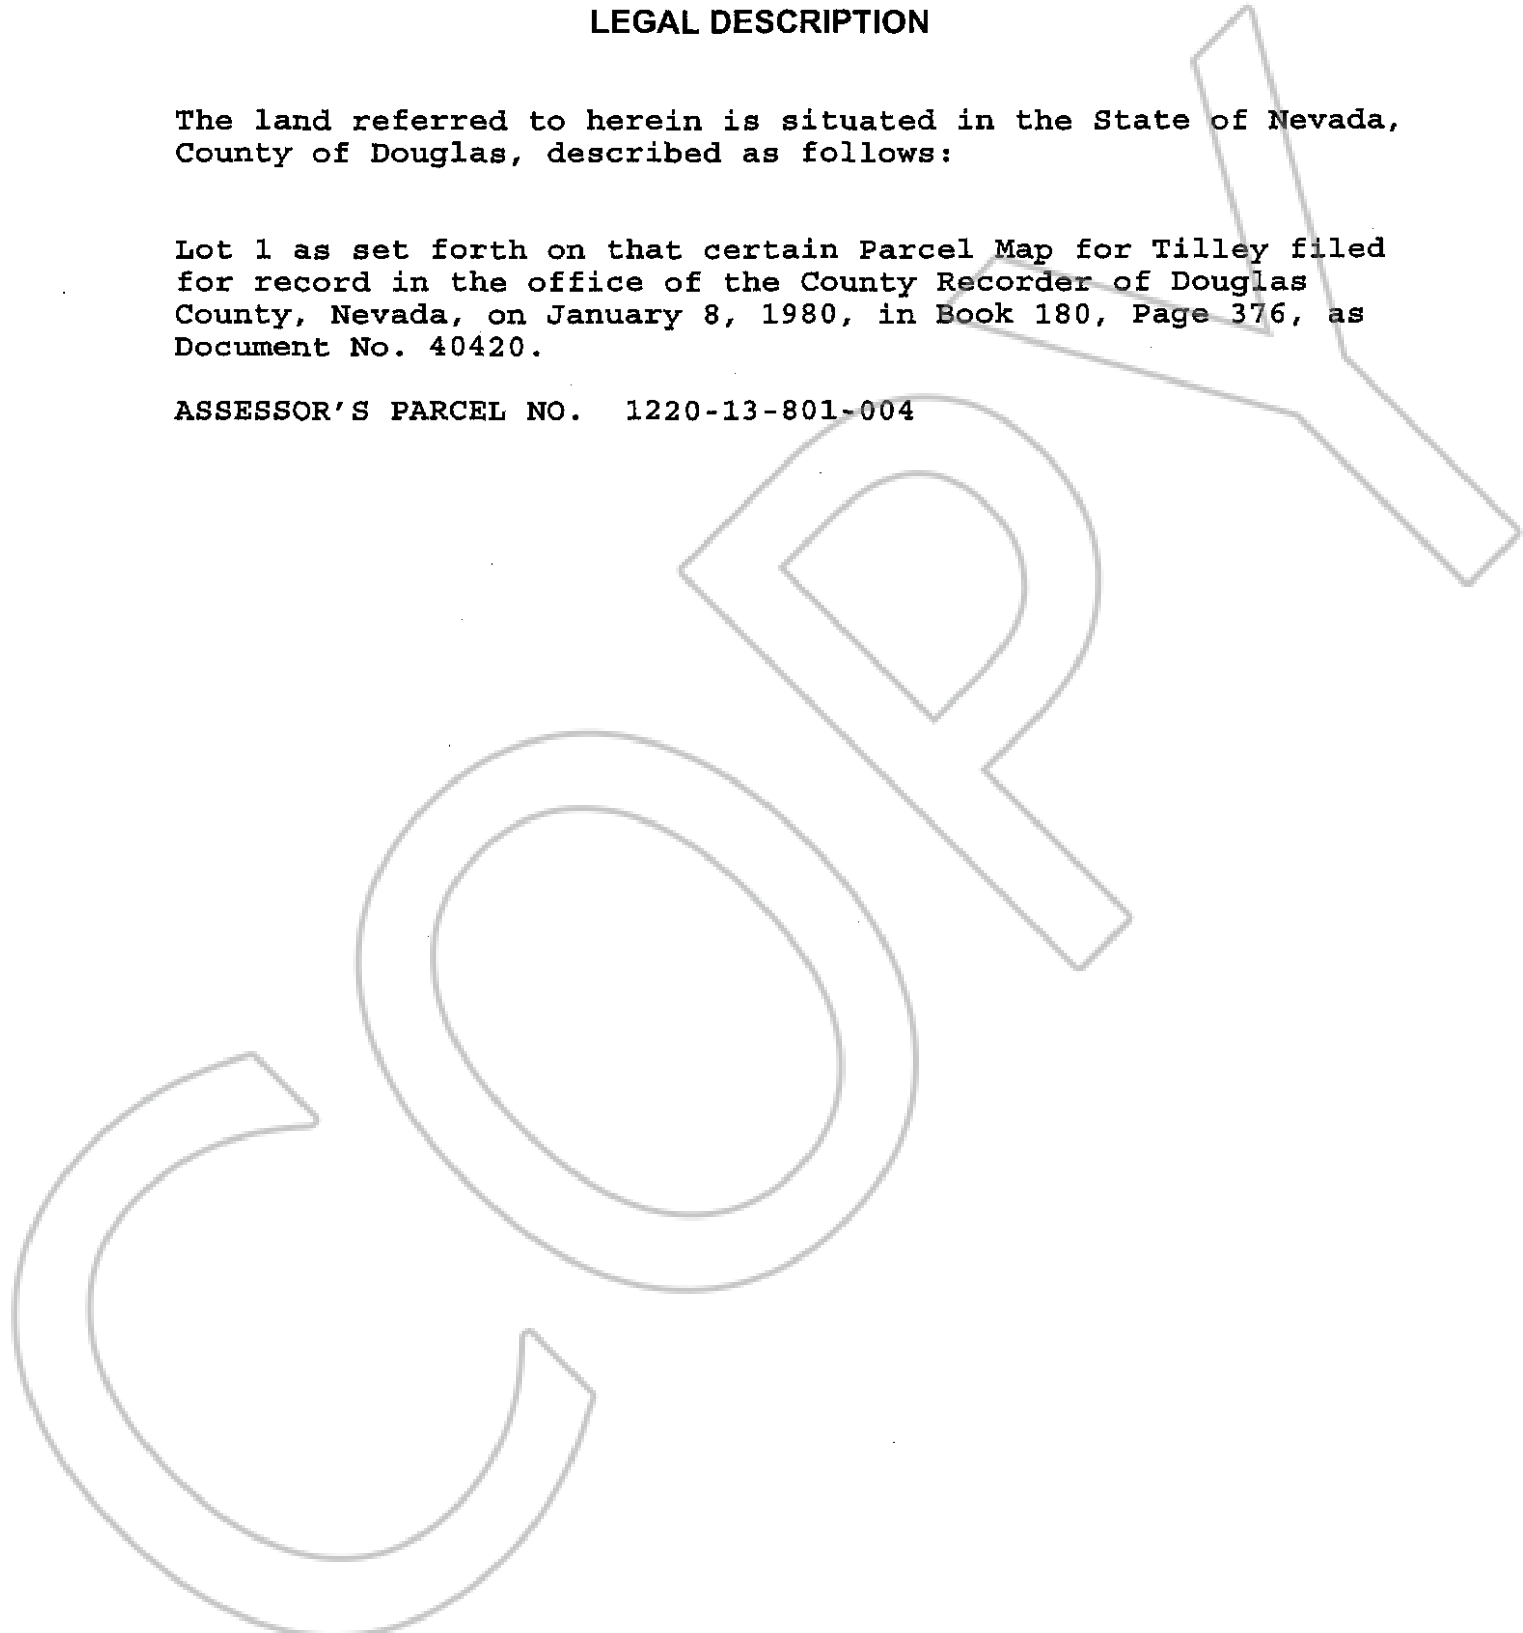 LEGAL DESCRIPTION
The land referred to herein is situated in the State of Nevada,
County of Douglas, described as follows:
Lot 1 as set forth on that certain Parcel Map for Tilley filed
for record in the office of the County Recorder of Douglas
County, Nevada, on January 8, 1980, in Book 180, Page 376, as
Document No. 40420.
ASSESSOR'S PARCEL NO. 1220-13-801-004
COPY